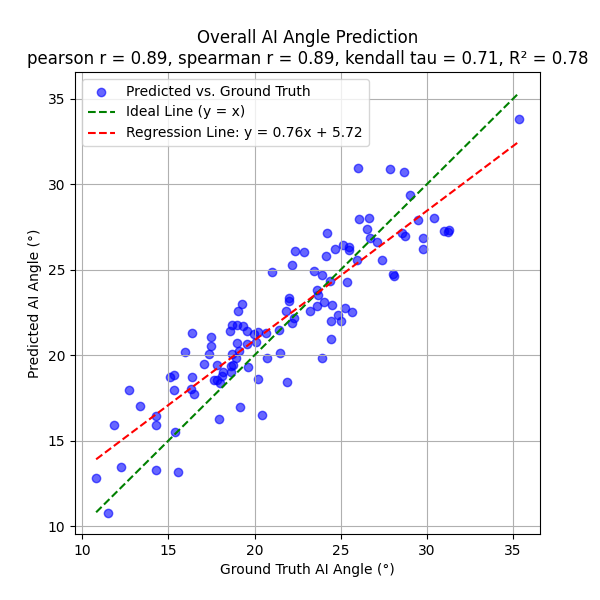 Overall AI Angle Prediction
pearson r = 0.89, spearman r = 0.89, kendall tau = 0.71, R² = 0.78
Predicted vs. Ground Truth
Ideal Line (y = x)
Regression Line: y = 0.76x + 5.72
Predicted AI Angle (°)
35
30
25
20
15
10
10 15 20 25 30 35
Ground Truth AI Angle (°)